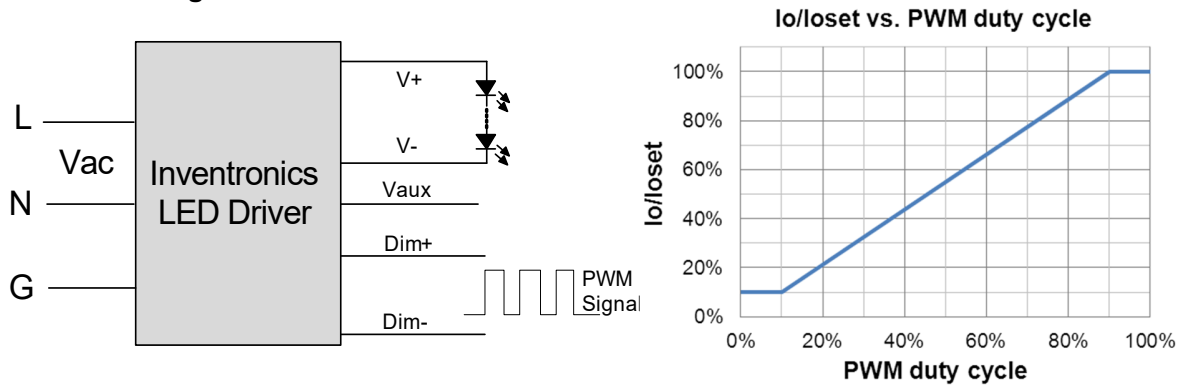 L
Vac
N
G
Inventronics
LED Driver
V+
V-
Vaux
Dim+
PWM
Signal
Dim-
Io/Ioset vs. PWM duty cycle
Io/Ioset
100%
80%
60%
40%
20%
0%
0% 20% 40% 60% 80% 100%
PWM duty cycle